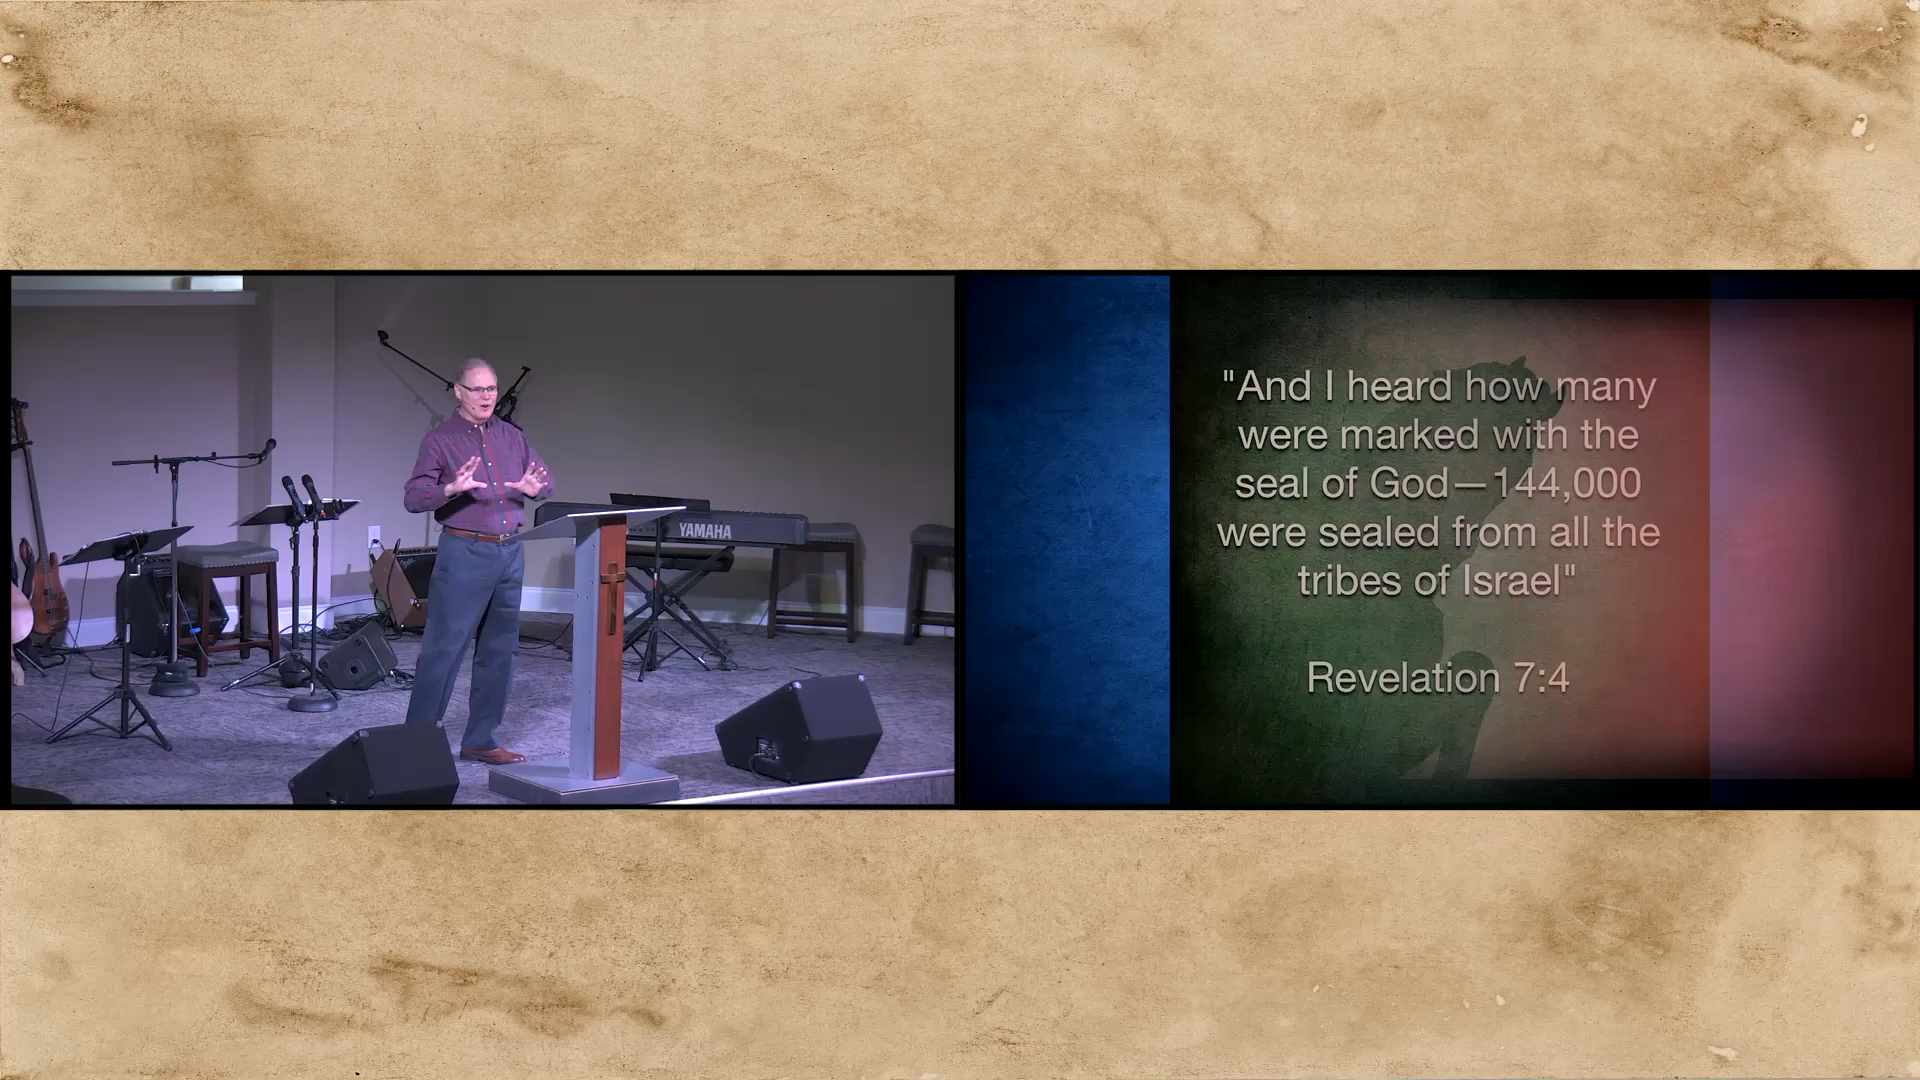 YAMAHA
"And I heard how many
were marked with the
seal of God—144,000
were sealed from all the
tribes of Israel"
Revelation 7:4